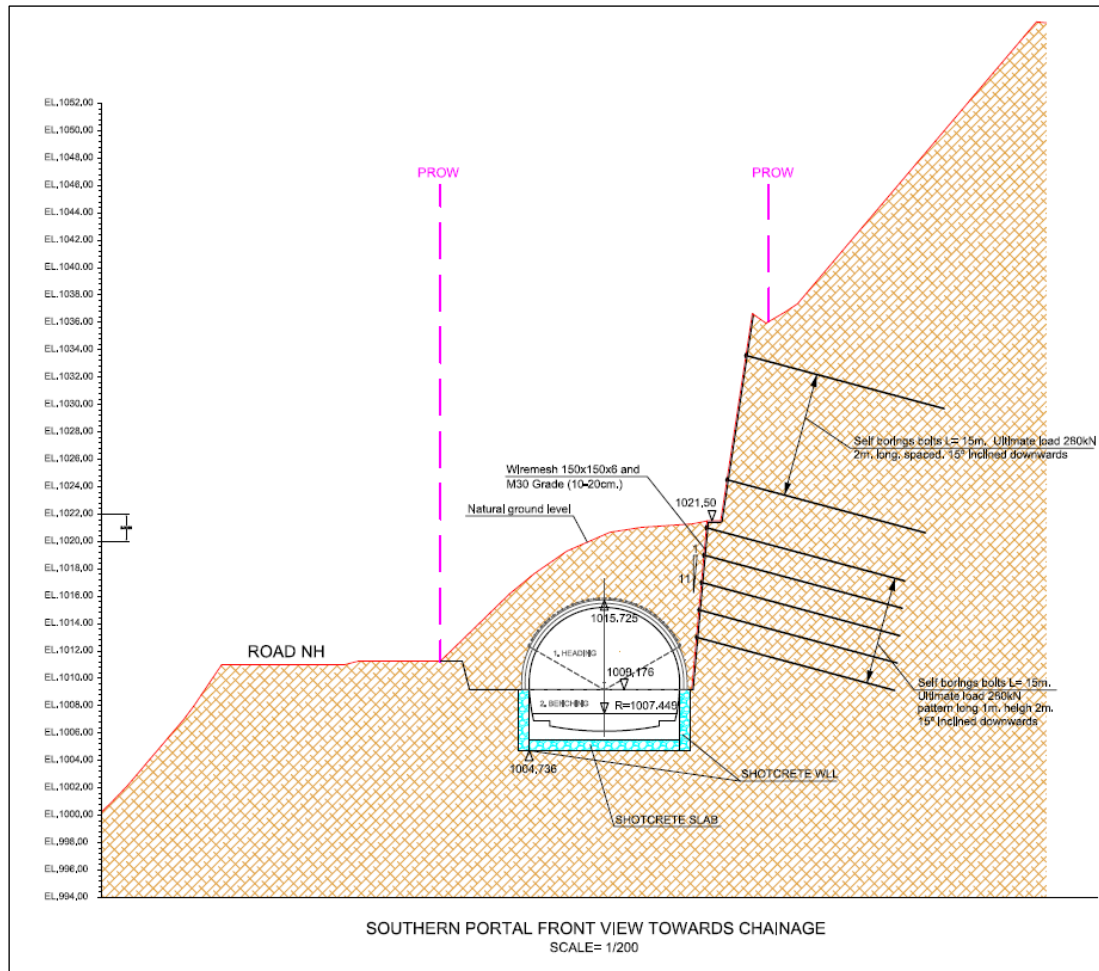 EL.1052,00
EL.1050,00
EL.1048,00
EL.1046,00
EL.1044,00
EL.1042,00
EL.1040,00
EL.1038,00
EL.1036,00
EL.1034,00
EL.1032,00
EL.1030,00
EL.1028,00
EL.1026,00
EL.1024,00
EL.1022,00
EL.1020,00
EL.1018,00
EL.1016,00
EL.1014,00
EL.1012,00
EL.1010,00
EL.1008,00
EL.1006,00
EL.1004,00
EL.1002,00
EL.1000,00
EL.998,00
EL.996,00
EL.994,00
PROW
PROW
Self borings bolts L= 15m. Ultimate load 280kN
2m. long. spaced. 15° inclined downwards
Wiremesh 150x150x6 and
M30 Grade (10-20cm.)
Natural ground level
1021,50
1
11
1015.725
ROAD NH
1. HEADING
1009,176
2. BENCHING
R=1007.449
Self borings bolts L= 15m.
Ultimate load 280kN
pattern long 1m. heigh 2m.
15° inclined downwards
1004,736
SHOTCRETE WLL
SHOTCRETE SLAB
SOUTHERN PORTAL FRONT VIEW TOWARDS CHAINAGE
SCALE= 1/200